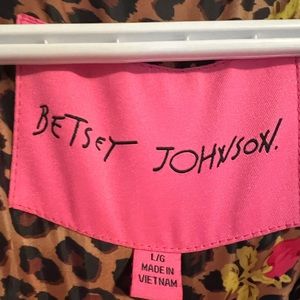 BETSEY JOHNSON.
L/G
MADE IN
VIETNAM